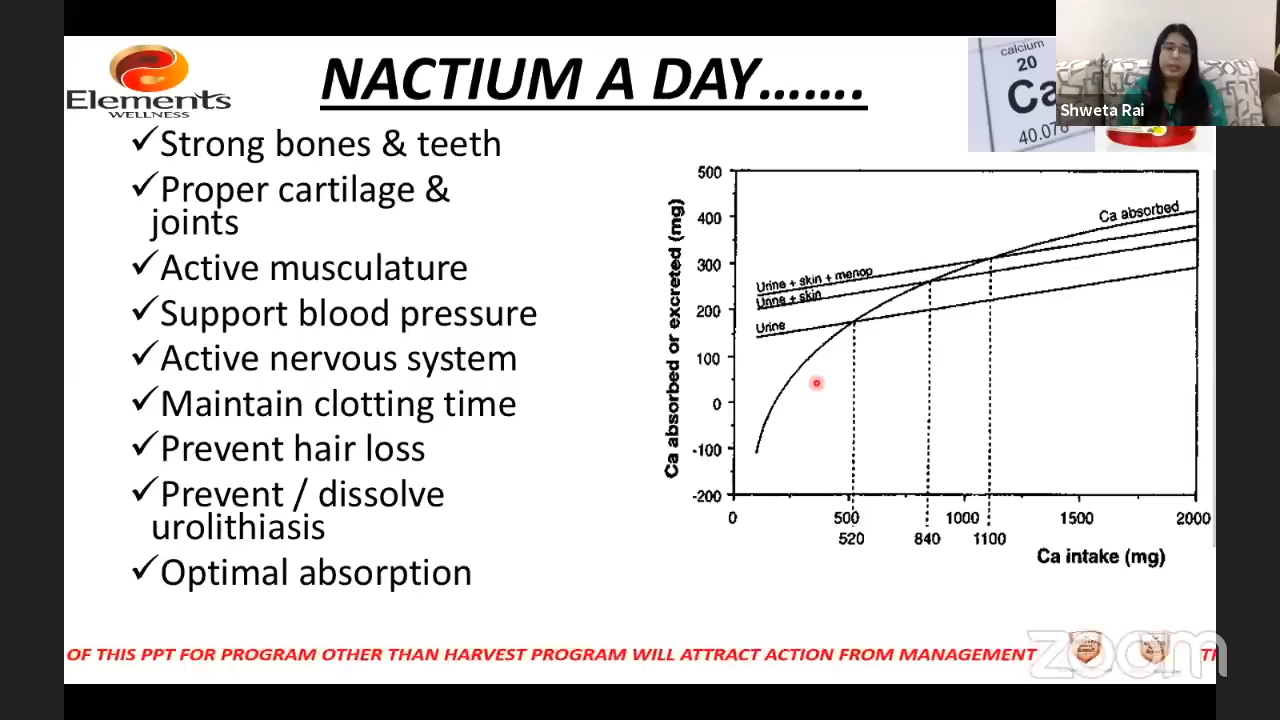 Elements
WELLNESS
NACTIUM A DAY.......
calcium
20
Ca
40.078
Shweta Rai
✓Strong bones & teeth
✓Proper cartilage &
joints
✓Active musculature
✓Support blood pressure
✓Active nervous system
✓Maintain clotting time
✓Prevent hair loss
✓Prevent / dissolve
urolithiasis
✓Optimal absorption
Ca absorbed or excreted (mg)
500
400
300
200
100
0
-100
-200
Ca absorbed
Urine + skin + menop
Urine + skin
Urine
0
500
1000
1500
2000
520
840
1100
Ca intake (mg)
OF THIS PPT FOR PROGRAM OTHER THAN HARVEST PROGRAM WILL ATTRACT ACTION FROM MANAGEMENT
zoom